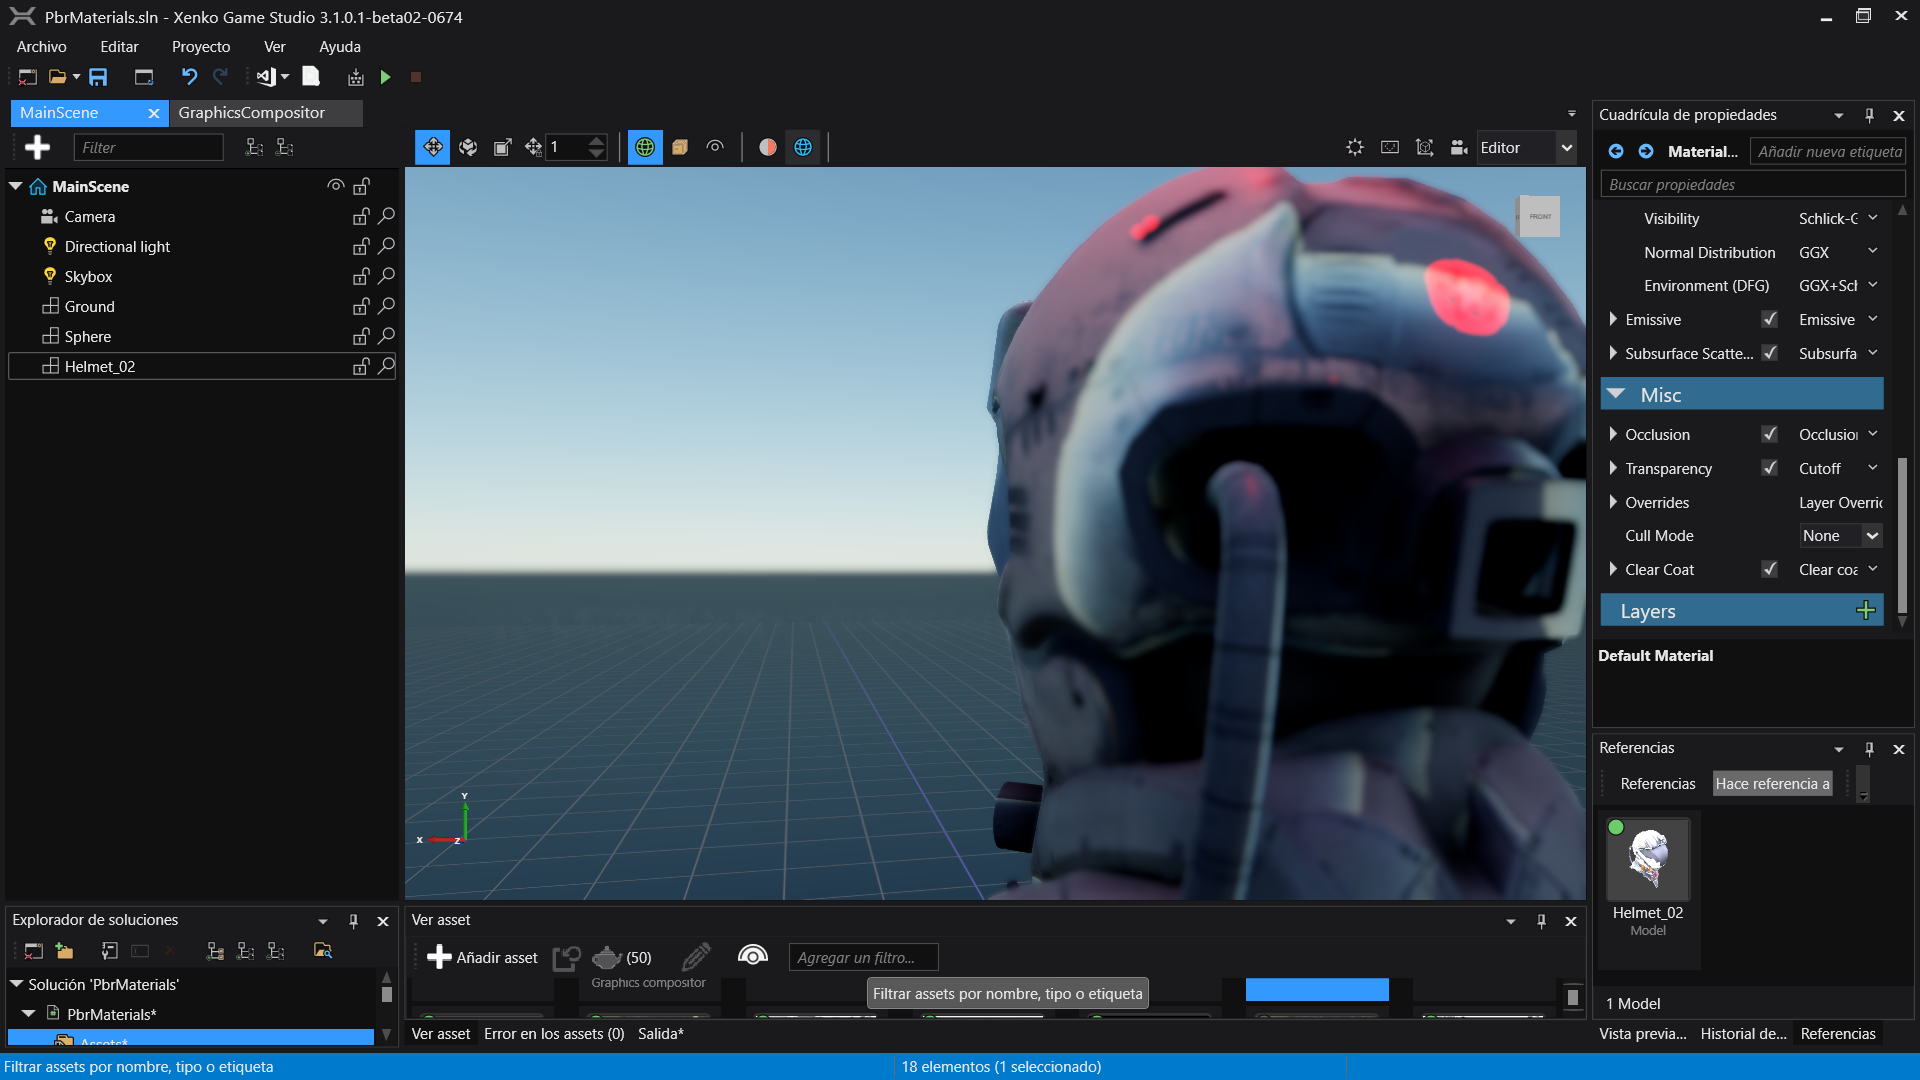 PbrMaterials.sln - Xenko Game Studio 3.1.0.1-beta02-0674
Archivo Editar Proyecto Ver Ayuda
MainScene GraphicsCompositor
Filter
1
Editor
MainScene
Camera
Directional light
Skybox
Ground
Sphere
Helmet_02
FRONT
Y
X
Z
Cuadrícula de propiedades
Material... Añadir nueva etiqueta
Buscar propiedades
Visibility Schlick-G
Normal Distribution GGX
Environment (DFG) GGX+Scl
Emissive Emissive
Subsurface Scatte... Subsurfa
Misc
Occlusion Occlusion
Transparency Cutoff
Overrides Layer Overri
Cull Mode None
Clear Coat Clear coa
Layers
Default Material
Referencias
Referencias Hace referencia a
Helmet_02
Model
1 Model
Vista previa... Historial de... Referencias
Explorador de soluciones
Solución 'PbrMaterials'
PbrMaterials*
Assets*
Ver asset
Añadir asset (50) Agregar un filtro...
Graphics compositor
Filtrar assets por nombre, tipo o etiqueta
Ver asset Error en los assets (0) Salida*
Filtrar assets por nombre, tipo o etiqueta
18 elementos (1 seleccionado)